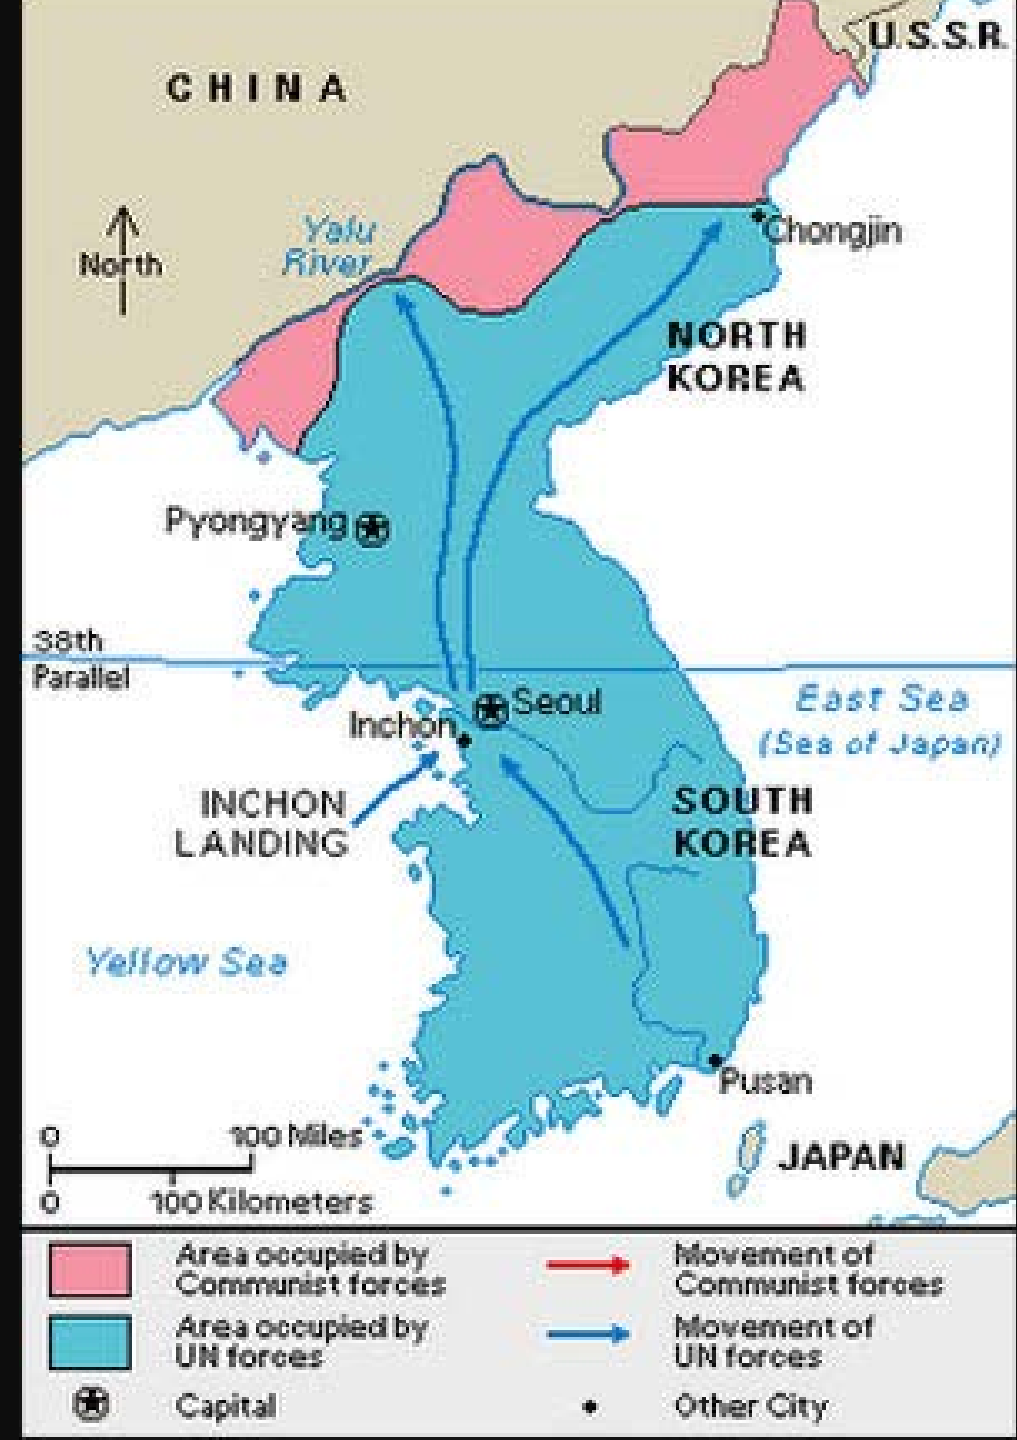 U.S.S.R.
CHINA
Yalu
River
North
Chongjin
NORTH
KOREA
Pyongyang
38th
Parallel
Seoul
East Sea
(Sea of Japan)
Inchon
INCHON
LANDING
SOUTH
KOREA
Yellow Sea
Pusan
0 100 Miles
JAPAN
0 100 Kilometers
Area occupied by
Communist forces
Movement of
Communist forces
Area occupied by
UN forces
Movement of
UN forces
Capital
Other City